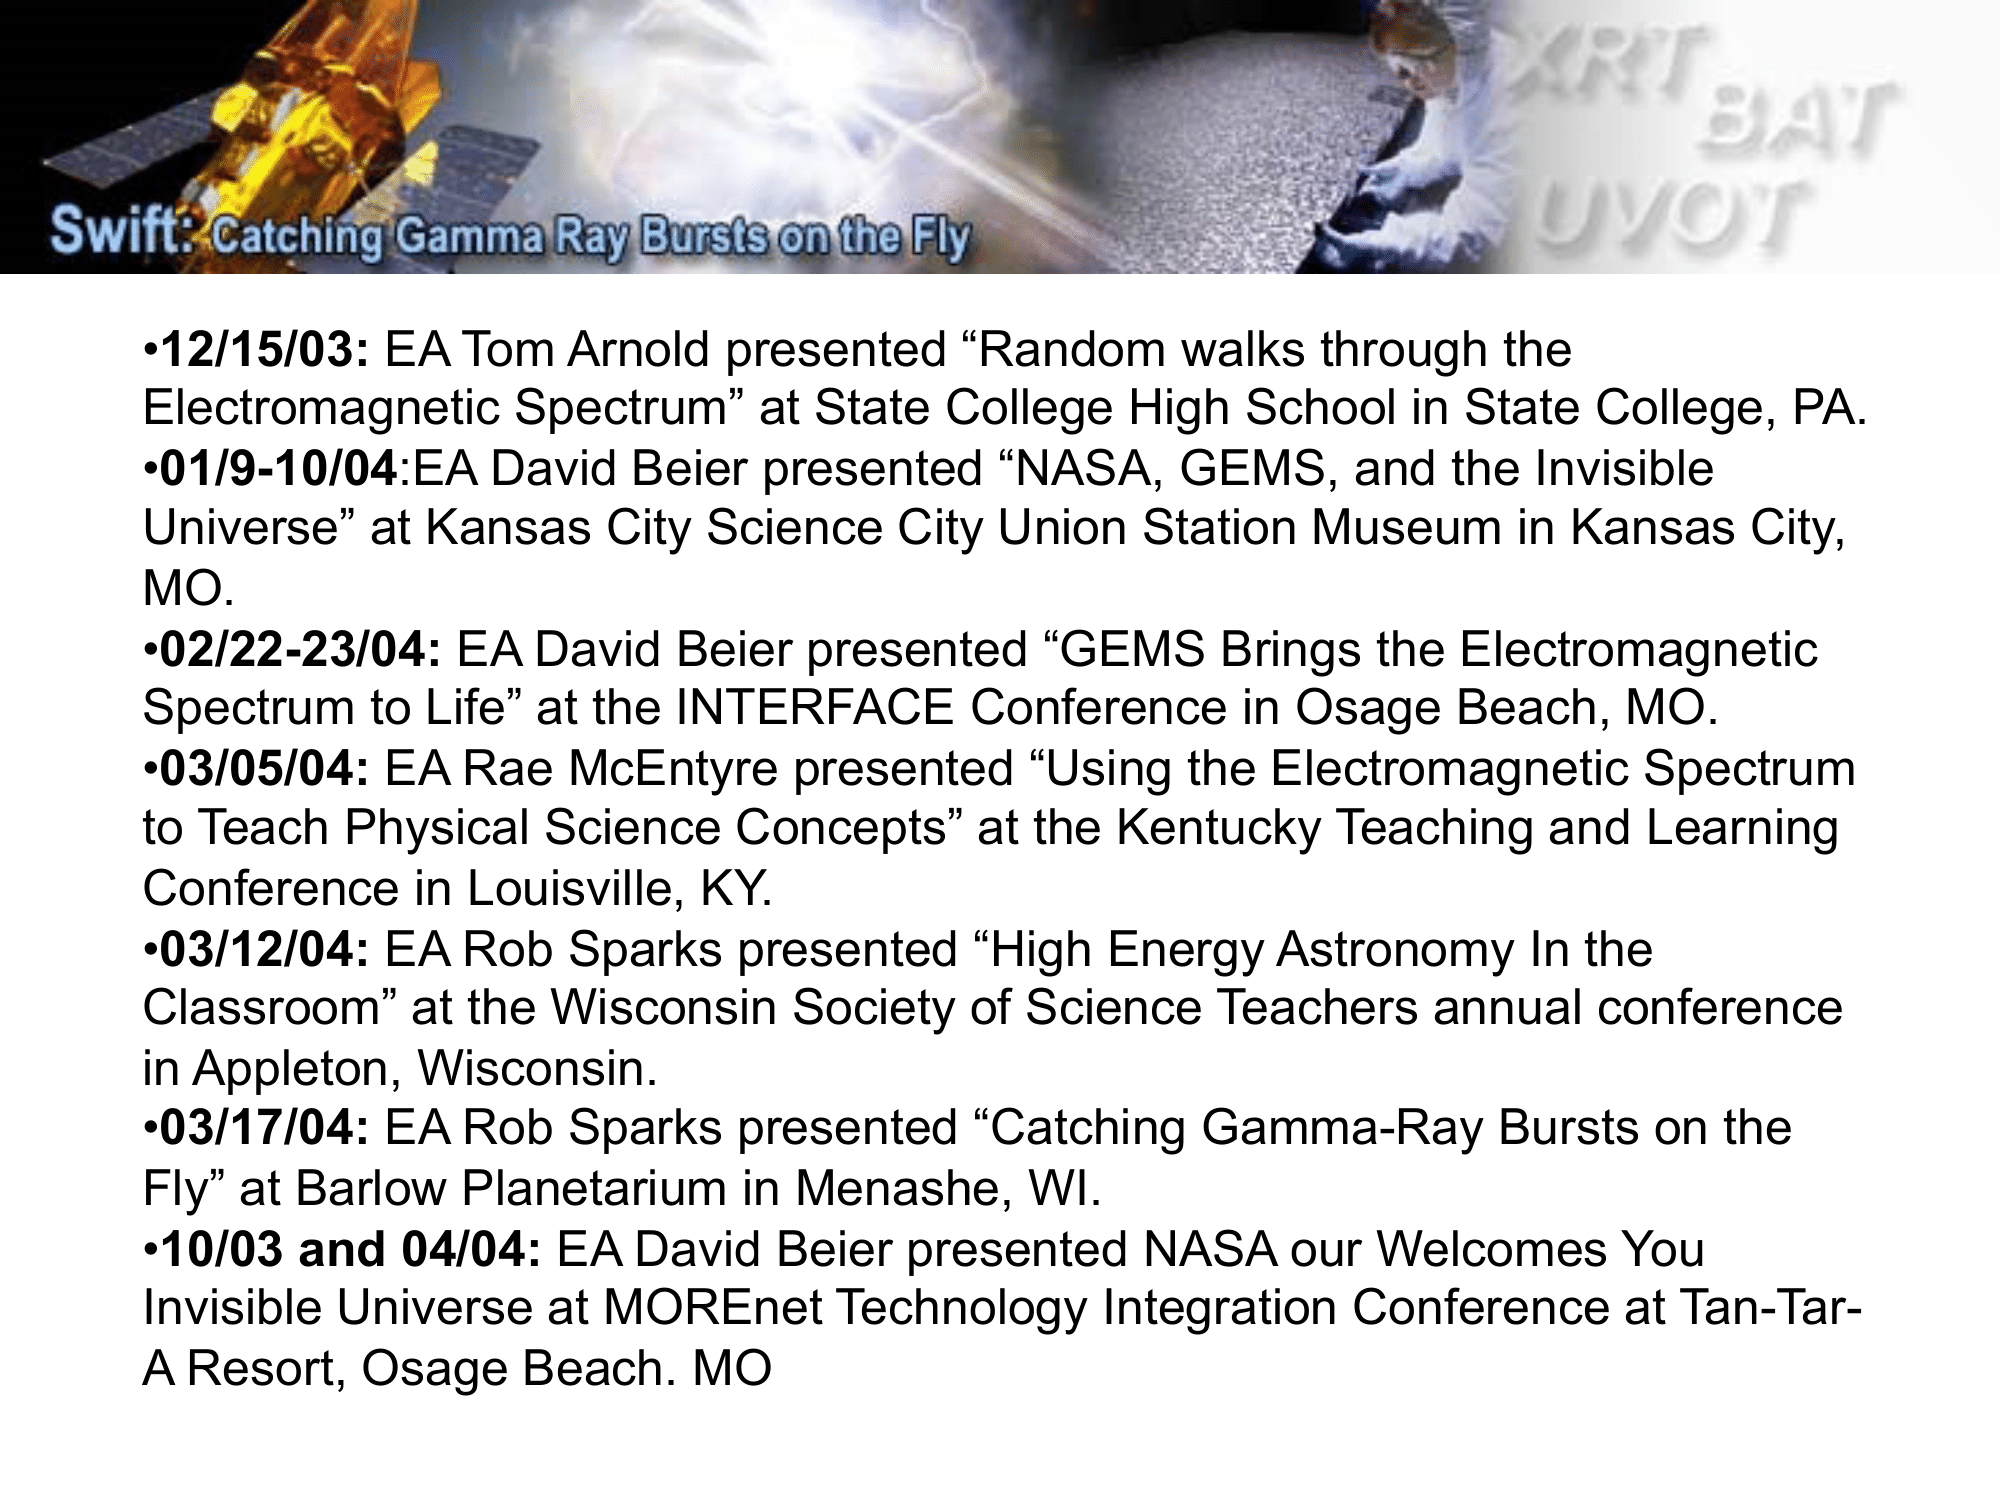 XRT
BAT
UVOT
Swift: Catching Gamma Ray Bursts on the Fly
•12/15/03: EA Tom Arnold presented “Random walks through the
Electromagnetic Spectrum” at State College High School in State College, PA.
•01/9-10/04:EA David Beier presented “NASA, GEMS, and the Invisible
Universe” at Kansas City Science City Union Station Museum in Kansas City,
MO.
•02/22-23/04: EA David Beier presented “GEMS Brings the Electromagnetic
Spectrum to Life” at the INTERFACE Conference in Osage Beach, MO.
•03/05/04: EA Rae McEntyre presented “Using the Electromagnetic Spectrum
to Teach Physical Science Concepts” at the Kentucky Teaching and Learning
Conference in Louisville, KY.
•03/12/04: EA Rob Sparks presented “High Energy Astronomy In the
Classroom” at the Wisconsin Society of Science Teachers annual conference
in Appleton, Wisconsin.
•03/17/04: EA Rob Sparks presented “Catching Gamma-Ray Bursts on the
Fly” at Barlow Planetarium in Menashe, WI.
•10/03 and 04/04: EA David Beier presented NASA our Welcomes You
Invisible Universe at MOREnet Technology Integration Conference at Tan-Tar-
A Resort, Osage Beach. MO